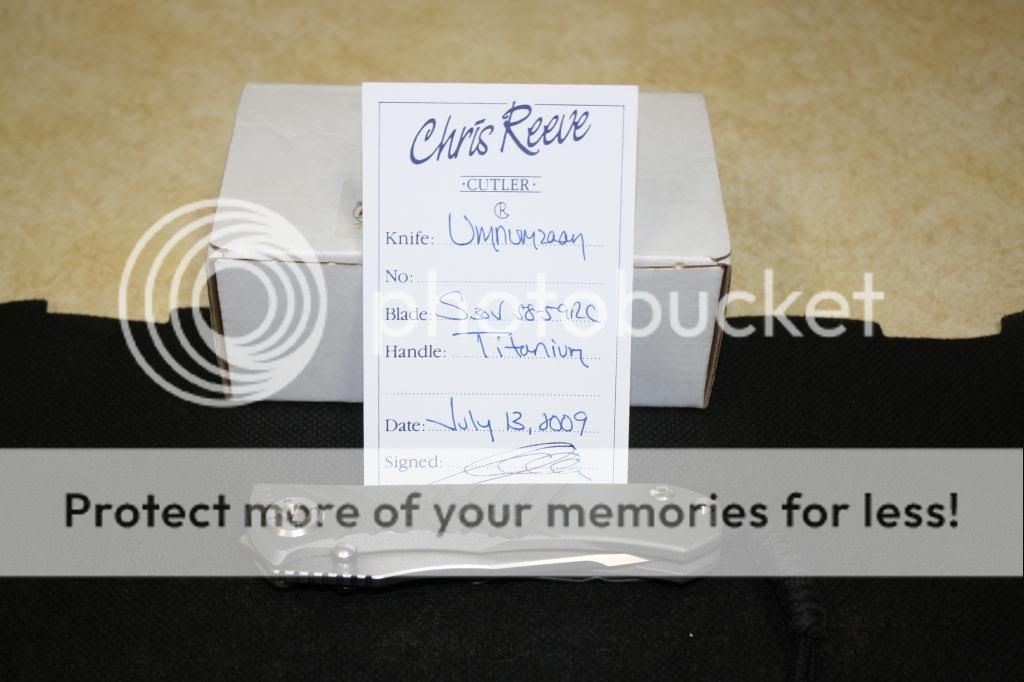 Chris Reeve
·CUTLER·
®
Knife: Umnumzaan
No:
Blade: S30V 58-59RC
Handle: Titanium
Date: July 13, 2009
Signed:
photobucket
Protect more of your memories for less!